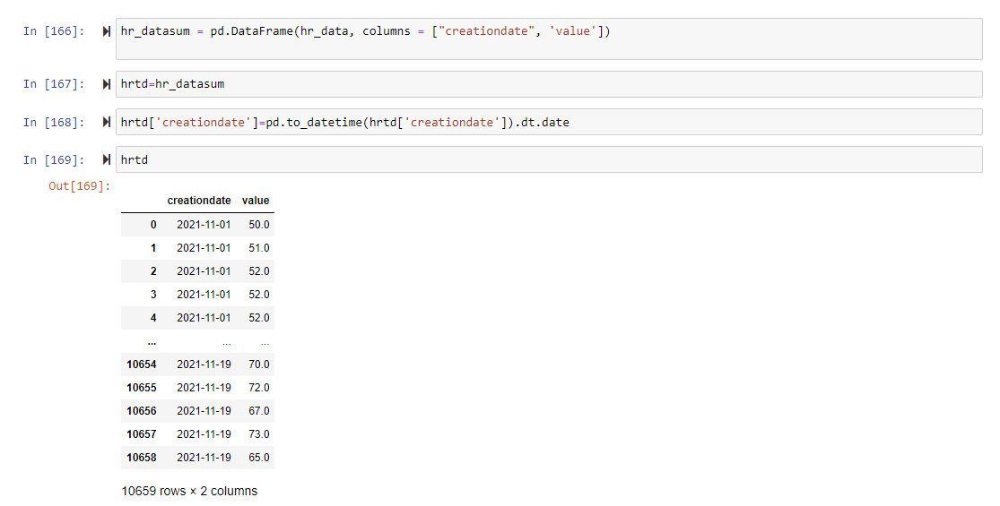 In [166]: hr_datasum = pd.DataFrame(hr_data, columns = ["creationdate", 'value'])
In [167]: hrtd=hr_datasum
In [168]: hrtd['creationdate']=pd.to_datetime(hrtd['creationdate']).dt.date
In [169]: hrtd
Out[169]:
creationdate value
0 2021-11-01 50.0
1 2021-11-01 51.0
2 2021-11-01 52.0
3 2021-11-01 52.0
4 2021-11-01 52.0
... ... ...
10654 2021-11-19 70.0
10655 2021-11-19 72.0
10656 2021-11-19 67.0
10657 2021-11-19 73.0
10658 2021-11-19 65.0
10659 rows × 2 columns